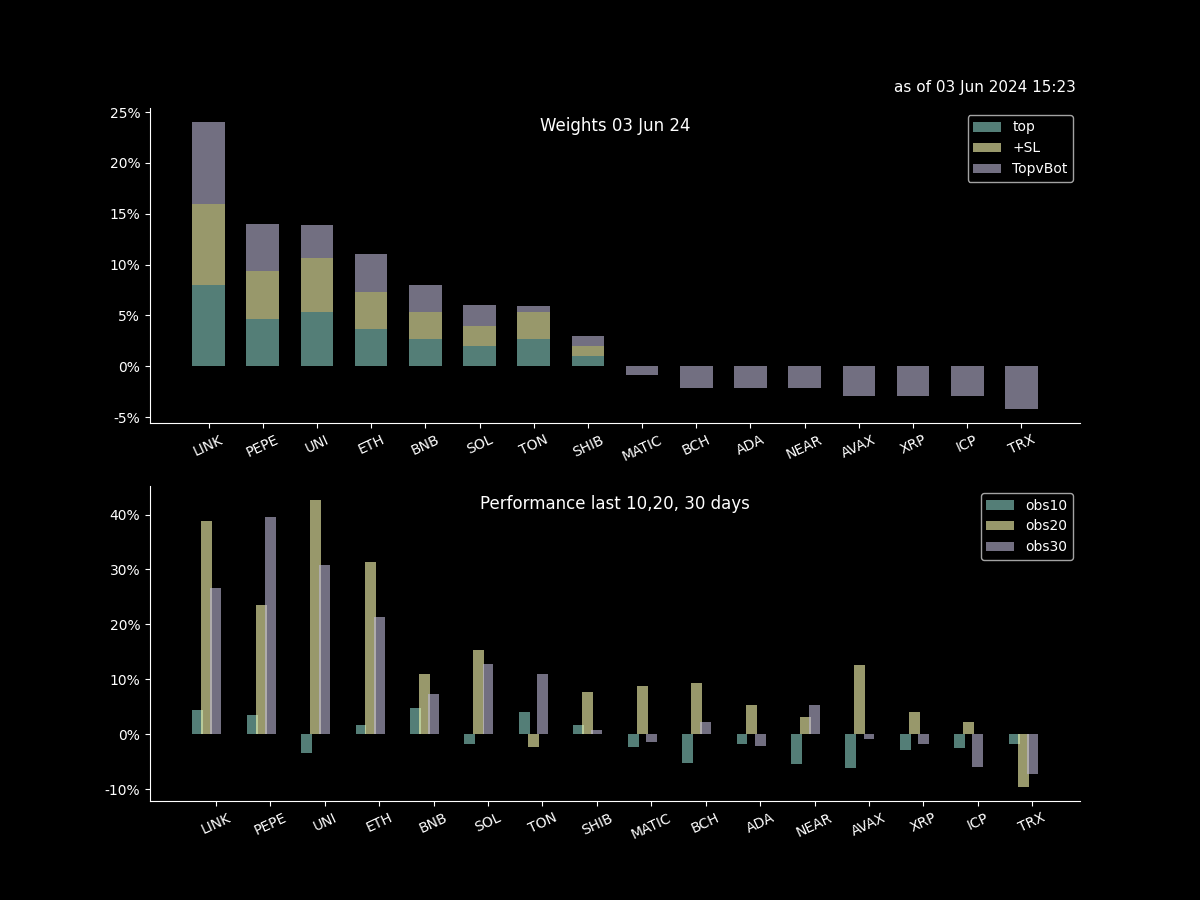 as of 03 Jun 2024 15:23
Weights 03 Jun 24
top
+SL
TopvBot
25%
20%
15%
10%
5%
0%
-5%
LINK PEPE UNI ETH BNB SOL TON SHIB MATIC BCH ADA NEAR AVAX XRP ICP TRX
Performance last 10,20, 30 days
obs10
obs20
obs30
40%
30%
20%
10%
0%
-10%
LINK PEPE UNI ETH BNB SOL TON SHIB MATIC BCH ADA NEAR AVAX XRP ICP TRX